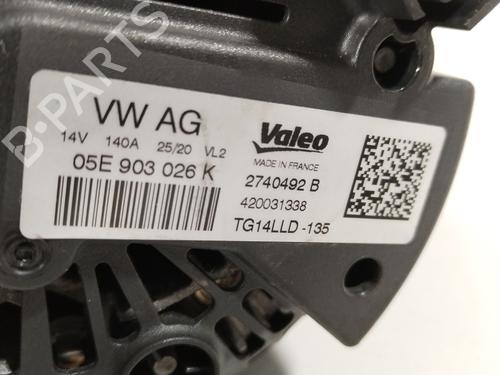 B-PARTS
VW AG
14V 140A 25/20 VL2
05E 903 026 K
Valeo
MADE IN FRANCE
2740492 B
420031338
TG14LLD -135